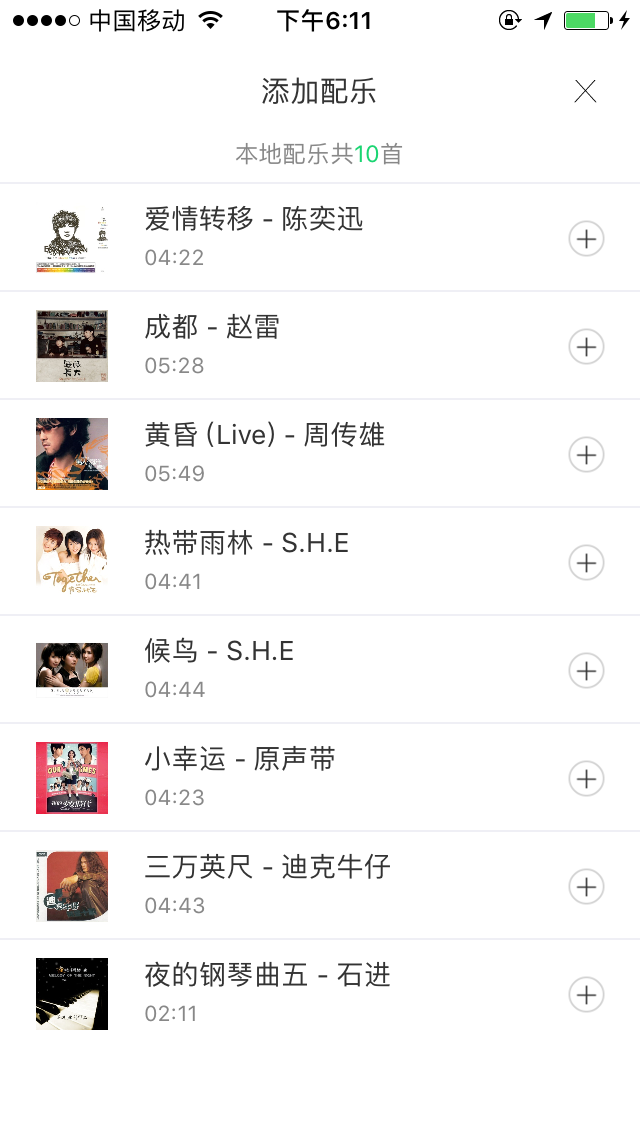 中国移动
下午6:11
添加配乐
本地配乐共10首
爱情转移 - 陈奕迅
04:22
成都 - 赵雷
05:28
黄昏 (Live) - 周传雄
05:49
Together
热带雨林 - S.H.E
04:41
候鸟 - S.H.E
04:44
小幸运 - 原声带
04:23
三万英尺 - 迪克牛仔
04:43
夜的钢琴曲五 - 石进
02:11